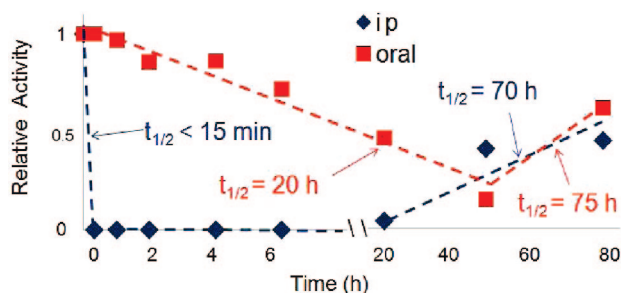 i p
oral
Relative Activity
1
0.5
0
t1/2 < 15 min
t1/2 = 20 h
t1/2 = 70 h
t1/2 = 75 h
0 2 4 6 20 40 60 80
Time (h)